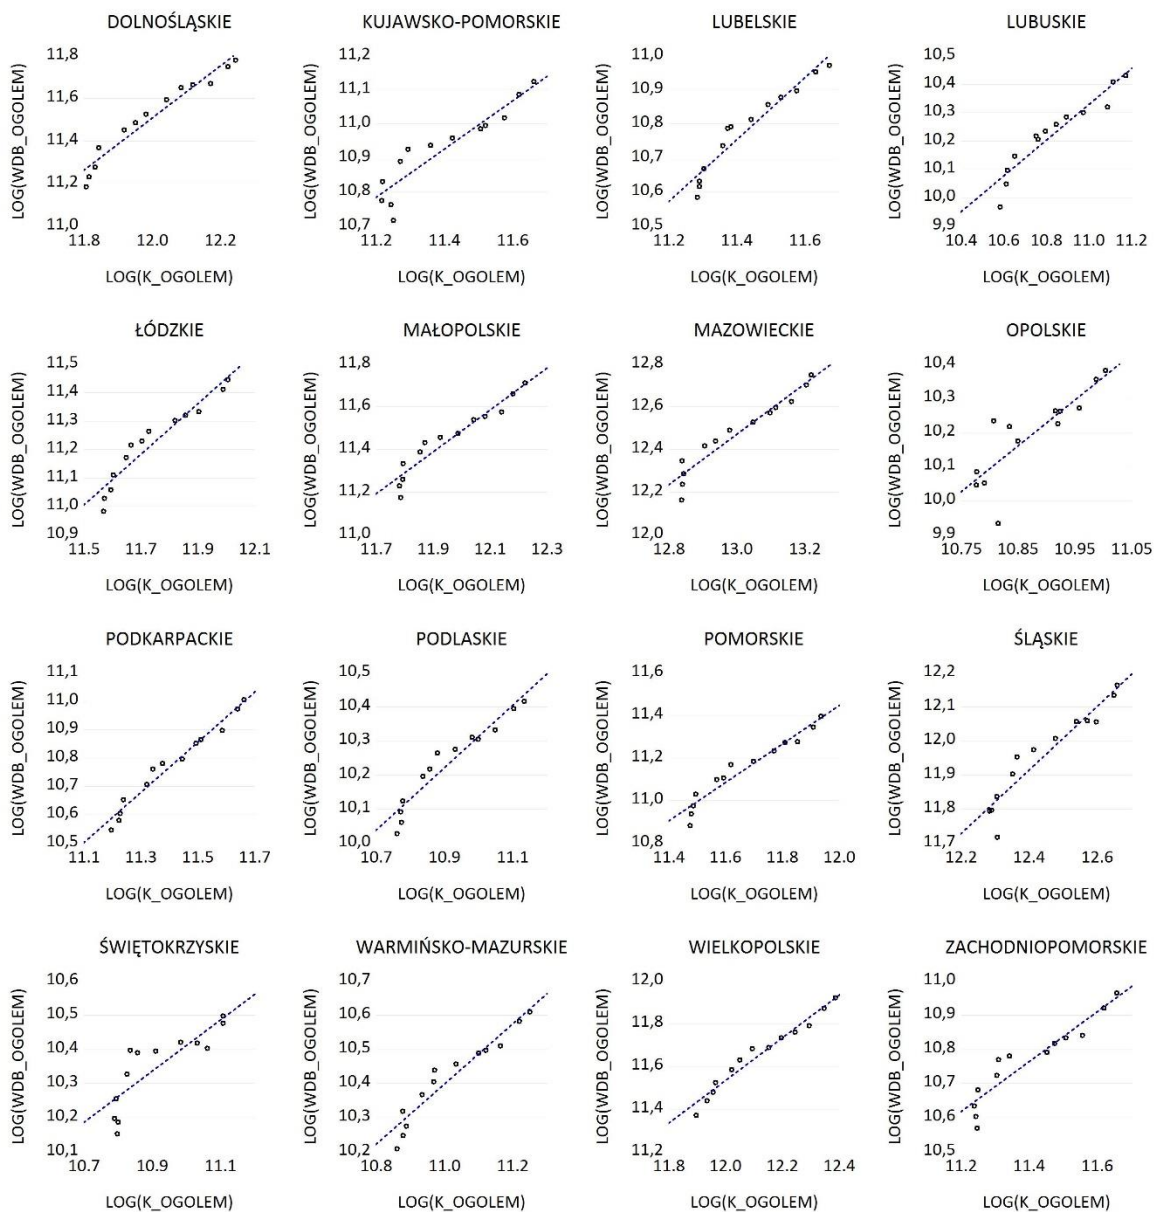 DOLNOŚLĄSKIE
LOG(WDB_OGOLEM)
11,8
11,6
11,4
11,2
11,0
11.8 12.0 12.2
LOG(K_OGOLEM)
KUJAWSKO-POMORSKIE
LOG(WDB_OGOLEM)
11,2
11,1
11,0
10,9
10,8
10,7
11.2 11.4 11.6
LOG(K_OGOLEM)
LUBELSKIE
LOG(WDB_OGOLEM)
11,0
10,9
10,8
10,7
10,6
10,5
11.2 11.4 11.6
LOG(K_OGOLEM)
LUBUSKIE
LOG(WDB_OGOLEM)
10,5
10,4
10,3
10,2
10,1
10,0
9,9
10.4 10.6 10.8 11.0 11.2
LOG(K_OGOLEM)
ŁÓDZKIE
LOG(WDB_OGOLEM)
11,5
11,4
11,3
11,2
11,1
11,0
10,9
11.5 11.7 11.9 12.1
LOG(K_OGOLEM)
MAŁOPOLSKIE
LOG(WDB_OGOLEM)
11,8
11,6
11,4
11,2
11,0
11.7 11.9 12.1 12.3
LOG(K_OGOLEM)
MAZOWIECKIE
LOG(WDB_OGOLEM)
12,8
12,6
12,4
12,2
12,0
12.8 13.0 13.2
LOG(K_OGOLEM)
OPOLSKIE
LOG(WDB_OGOLEM)
10,4
10,3
10,2
10,1
10,0
9,9
10.75 10.85 10.95 11.05
LOG(K_OGOLEM)
PODKARPACKIE
LOG(WDB_OGOLEM)
11,1
11,0
10,9
10,8
10,7
10,6
10,5
11.1 11.3 11.5 11.7
LOG(K_OGOLEM)
PODLASKIE
LOG(WDB_OGOLEM)
10,5
10,4
10,3
10,2
10,1
10,0
10.7 10.9 11.1
LOG(K_OGOLEM)
POMORSKIE
LOG(WDB_OGOLEM)
11,6
11,4
11,2
11,0
10,8
11.4 11.6 11.8 12.0
LOG(K_OGOLEM)
ŚLĄSKIE
LOG(WDB_OGOLEM)
12,2
12,1
12,0
11,9
11,8
11,7
12.2 12.4 12.6
LOG(K_OGOLEM)
ŚWIĘTOKRZYSKIE
LOG(WDB_OGOLEM)
10,6
10,5
10,4
10,3
10,2
10,1
10.7 10.9 11.1
LOG(K_OGOLEM)
WARMIŃSKO-MAZURSKIE
LOG(WDB_OGOLEM)
10,7
10,6
10,5
10,4
10,3
10,2
10.8 11.0 11.2
LOG(K_OGOLEM)
WIELKOPOLSKIE
LOG(WDB_OGOLEM)
12,0
11,8
11,6
11,4
11,2
11.8 12.0 12.2 12.4
LOG(K_OGOLEM)
ZACHODNIOPOMORSKIE
LOG(WDB_OGOLEM)
11,0
10,9
10,8
10,7
10,6
10,5
11.2 11.4 11.6
LOG(K_OGOLEM)